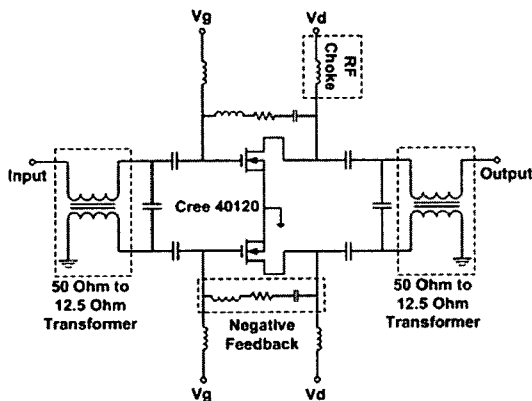 Vg
Vd
RF
Choke
Input
Cree 40120
Output
50 Ohm to
12.5 Ohm
Transformer
50 Ohm to
12.5 Ohm
Transformer
Negative
Feedback
Vg
Vd